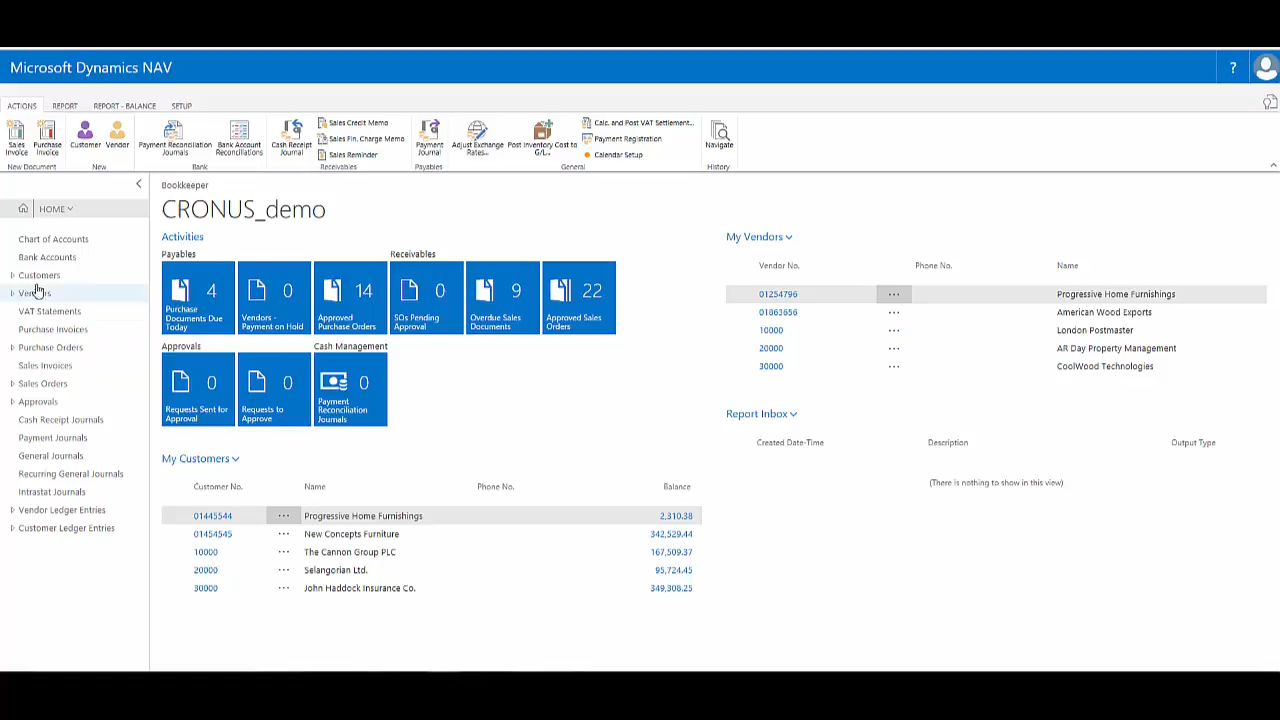 Microsoft Dynamics NAV
?
ACTIONS REPORT REPORT - BALANCE SETUP
Sales Invoice
Purchase Invoice
New Document
Customer
Vendor
New
Payment Reconciliation Journals
Bank Account Reconciliations
Bank
Cash Receipt Journal
Sales Credit Memo
Sales Fin. Charge Memo
Sales Reminder
Receivables
Payment Journal
Payables
Adjust Exchange Rates...
Post Inventory Cost to G/L...
Calc. and Post VAT Settlement...
Payment Registration
Calendar Setup
General
Navigate
History
HOME
Chart of Accounts
Bank Accounts
Customers
Vendors
VAT Statements
Purchase Invoices
Purchase Orders
Sales Invoices
Sales Orders
Approvals
Cash Receipt Journals
Payment Journals
General Journals
Recurring General Journals
Intrastat Journals
Vendor Ledger Entries
Customer Ledger Entries
Bookkeeper
CRONUS_demo
Activities
Payables
Receivables
4
Purchase Documents Due Today
0
Vendors - Payment on Hold
14
Approved Purchase Orders
0
SOs Pending Approval
9
Overdue Sales Documents
22
Approved Sales Orders
Approvals
Cash Management
0
Requests Sent for Approval
0
Requests to Approve
0
Payment Reconciliation Journals
My Customers
Customer No. Name Phone No. Balance
01445544 ... Progressive Home Furnishings 2,310.38
01454545 ... New Concepts Furniture 342,529.44
10000 ... The Cannon Group PLC 167,509.37
20000 ... Selangorian Ltd. 95,724.45
30000 ... John Haddock Insurance Co. 349,308.25
My Vendors
Vendor No. Phone No. Name
01254796 ... Progressive Home Furnishings
01863656 ... American Wood Exports
10000 ... London Postmaster
20000 ... AR Day Property Management
30000 ... CoolWood Technologies
Report Inbox
Created Date-Time Description Output Type
(There is nothing to show in this view)